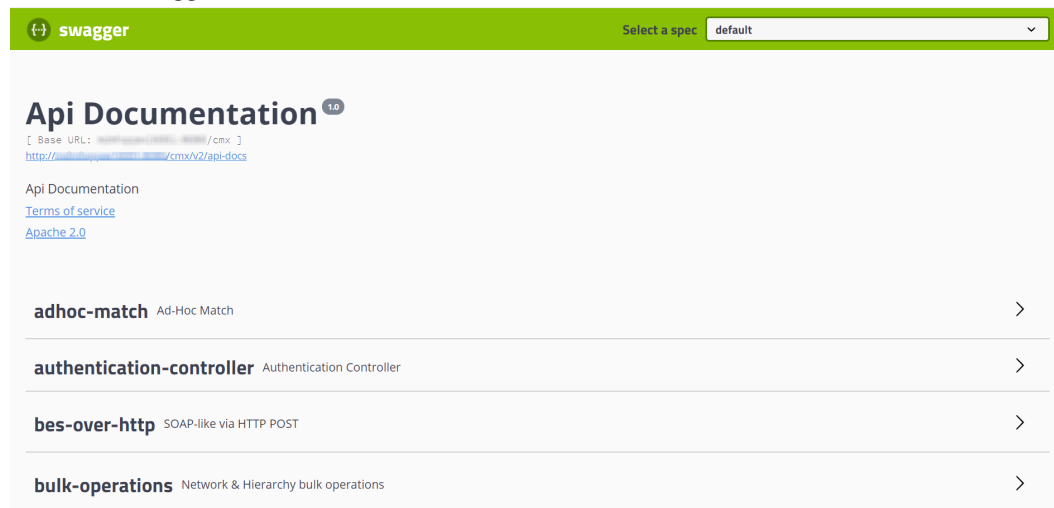 swagger
Select a spec default
Api Documentation 1.0
[ Base URL: /cmx ]
http:// /cmx/v2/api-docs
Api Documentation
Terms of service
Apache 2.0
adhoc-match Ad-Hoc Match
authentication-controller Authentication Controller
bes-over-http SOAP-like via HTTP POST
bulk-operations Network & Hierarchy bulk operations